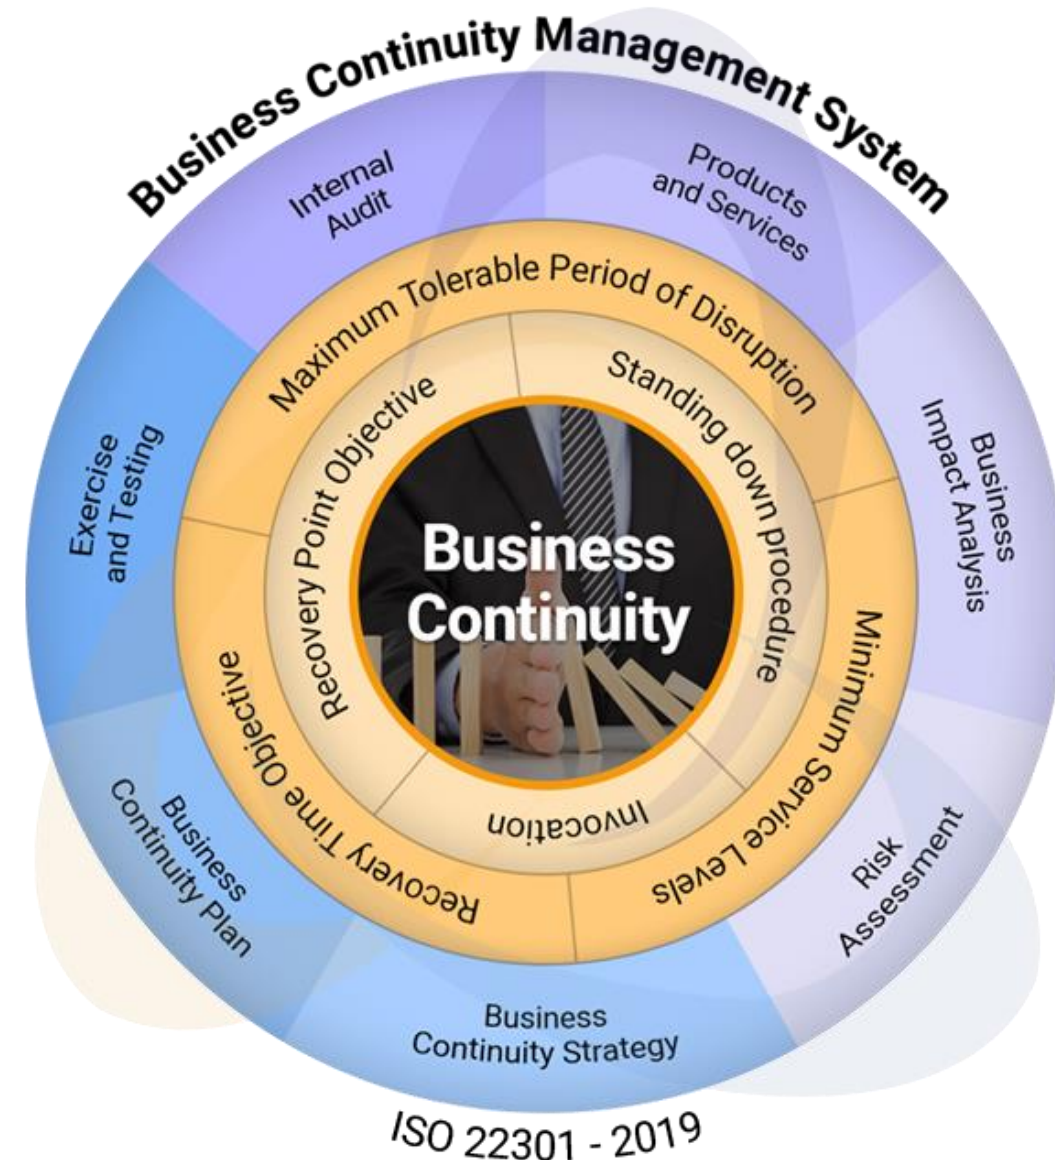 Business Continuity Management System
Products
and Services
Business
Impact Analysis
Risk
Assessment
Business
Continuity Strategy
Business
Continuity Plan
Exercise
and Testing
Internal
Audit
Maximum Tolerable Period of Disruption
Minimum Service Levels
Recovery Time Objective
Recovery Point Objective
Standing down procedure
Invocation
Business
Continuity
ISO 22301 - 2019